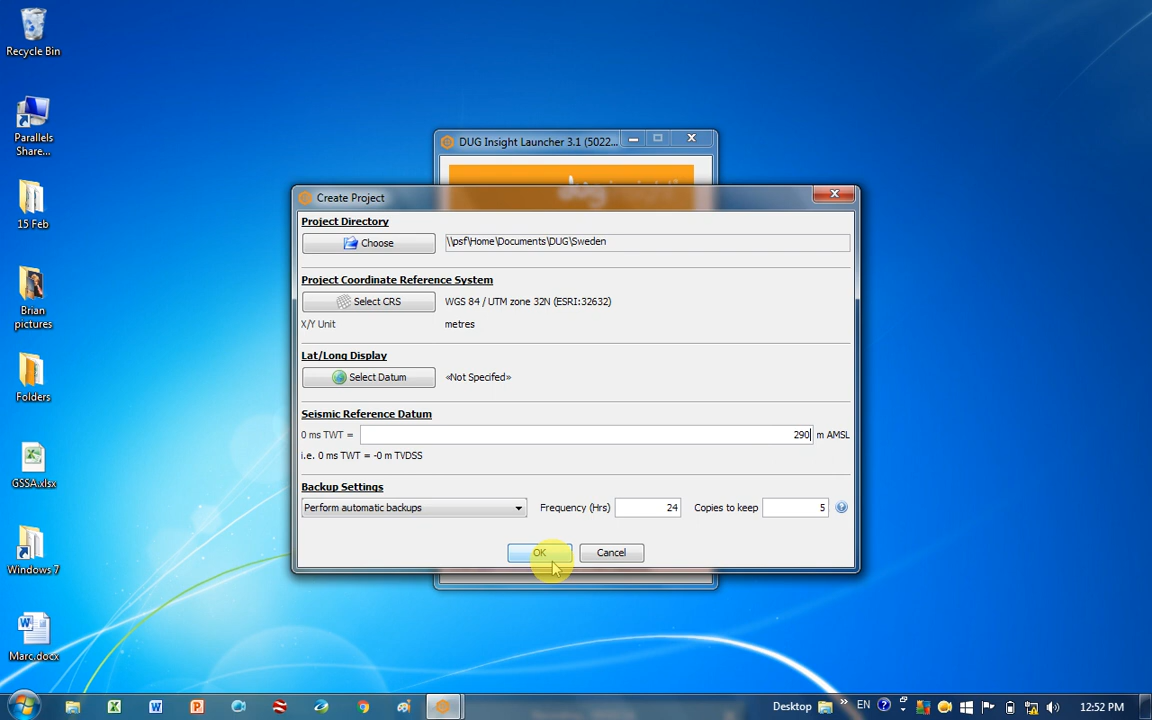 Recycle Bin
Parallels
Share...
15 Feb
Brian
pictures
Folders
GSSA.xlsx
Windows 7
Marc.docx
DUG Insight Launcher 3.1 (5022...
dug
Create Project
Project Directory
Choose
\\psf\Home\Documents\DUG\Sweden
Project Coordinate Reference System
Select CRS
WGS 84 / UTM zone 32N (ESRI:32632)
X/Y Unit
metres
Lat/Long Display
Select Datum
«Not Specifed»
Seismic Reference Datum
0 ms TWT =
290
m AMSL
i.e. 0 ms TWT = -0 m TVDSS
Backup Settings
Perform automatic backups
Frequency (Hrs)
24
Copies to keep
5
OK
Cancel
Desktop
EN
12:52 PM